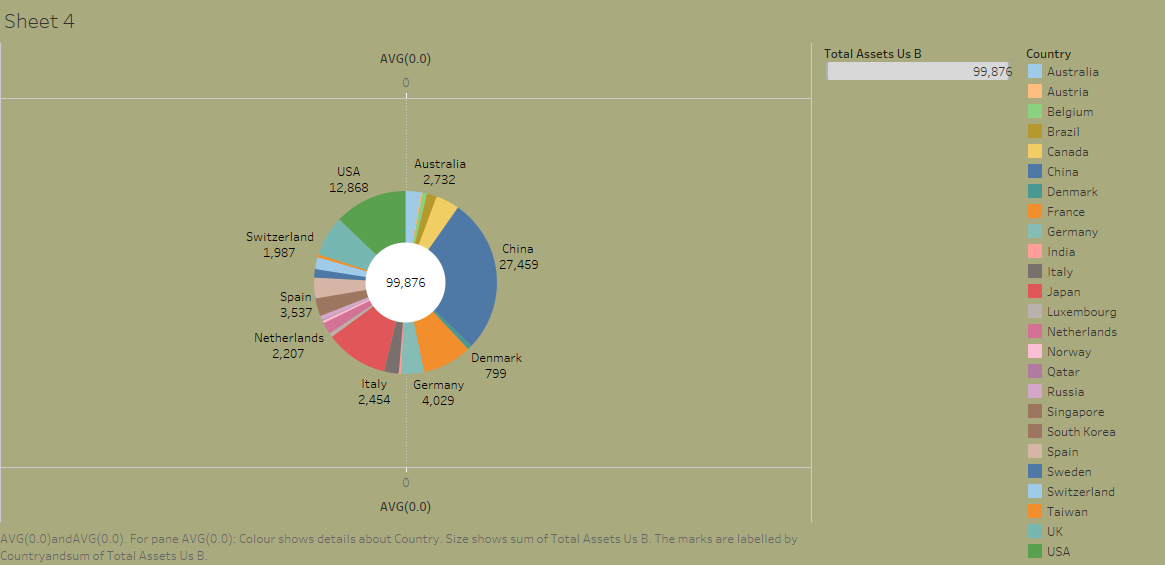 Sheet 4
AVG(0.0)
0
USA
12,868
Australia
2,732
Switzerland
1,987
China
27,459
99,876
Spain
3,537
Netherlands
2,207
Denmark
799
Italy
2,454
Germany
4,029
0
AVG(0.0)
AVG(0.0)andAVG(0.0). For pane AVG(0.0): Colour shows details about Country. Size shows sum of Total Assets Us B. The marks are labelled by
Countryandsum of Total Assets Us B.
Total Assets Us B
99,876
Country
Australia
Austria
Belgium
Brazil
Canada
China
Denmark
France
Germany
India
Italy
Japan
Luxembourg
Netherlands
Norway
Qatar
Russia
Singapore
South Korea
Spain
Sweden
Switzerland
Taiwan
UK
USA